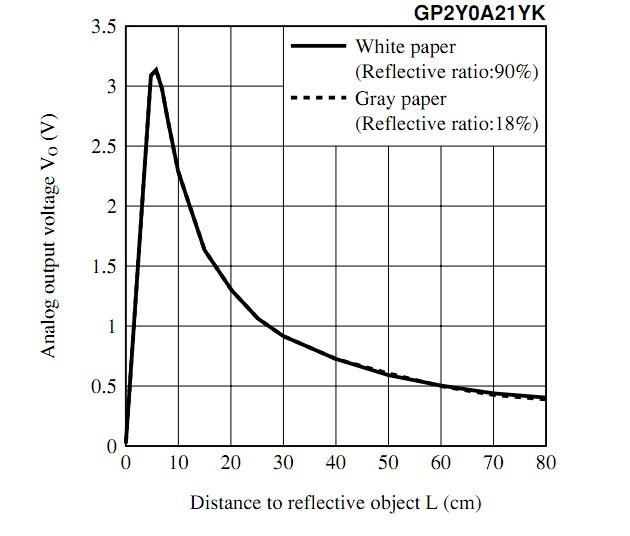 GP2Y0A21YK
White paper
(Reflective ratio:90%)
Gray paper
(Reflective ratio:18%)
Analog output voltage VO (V)
3.5
3
2.5
2
1.5
1
0.5
0
0 10 20 30 40 50 60 70 80
Distance to reflective object L (cm)